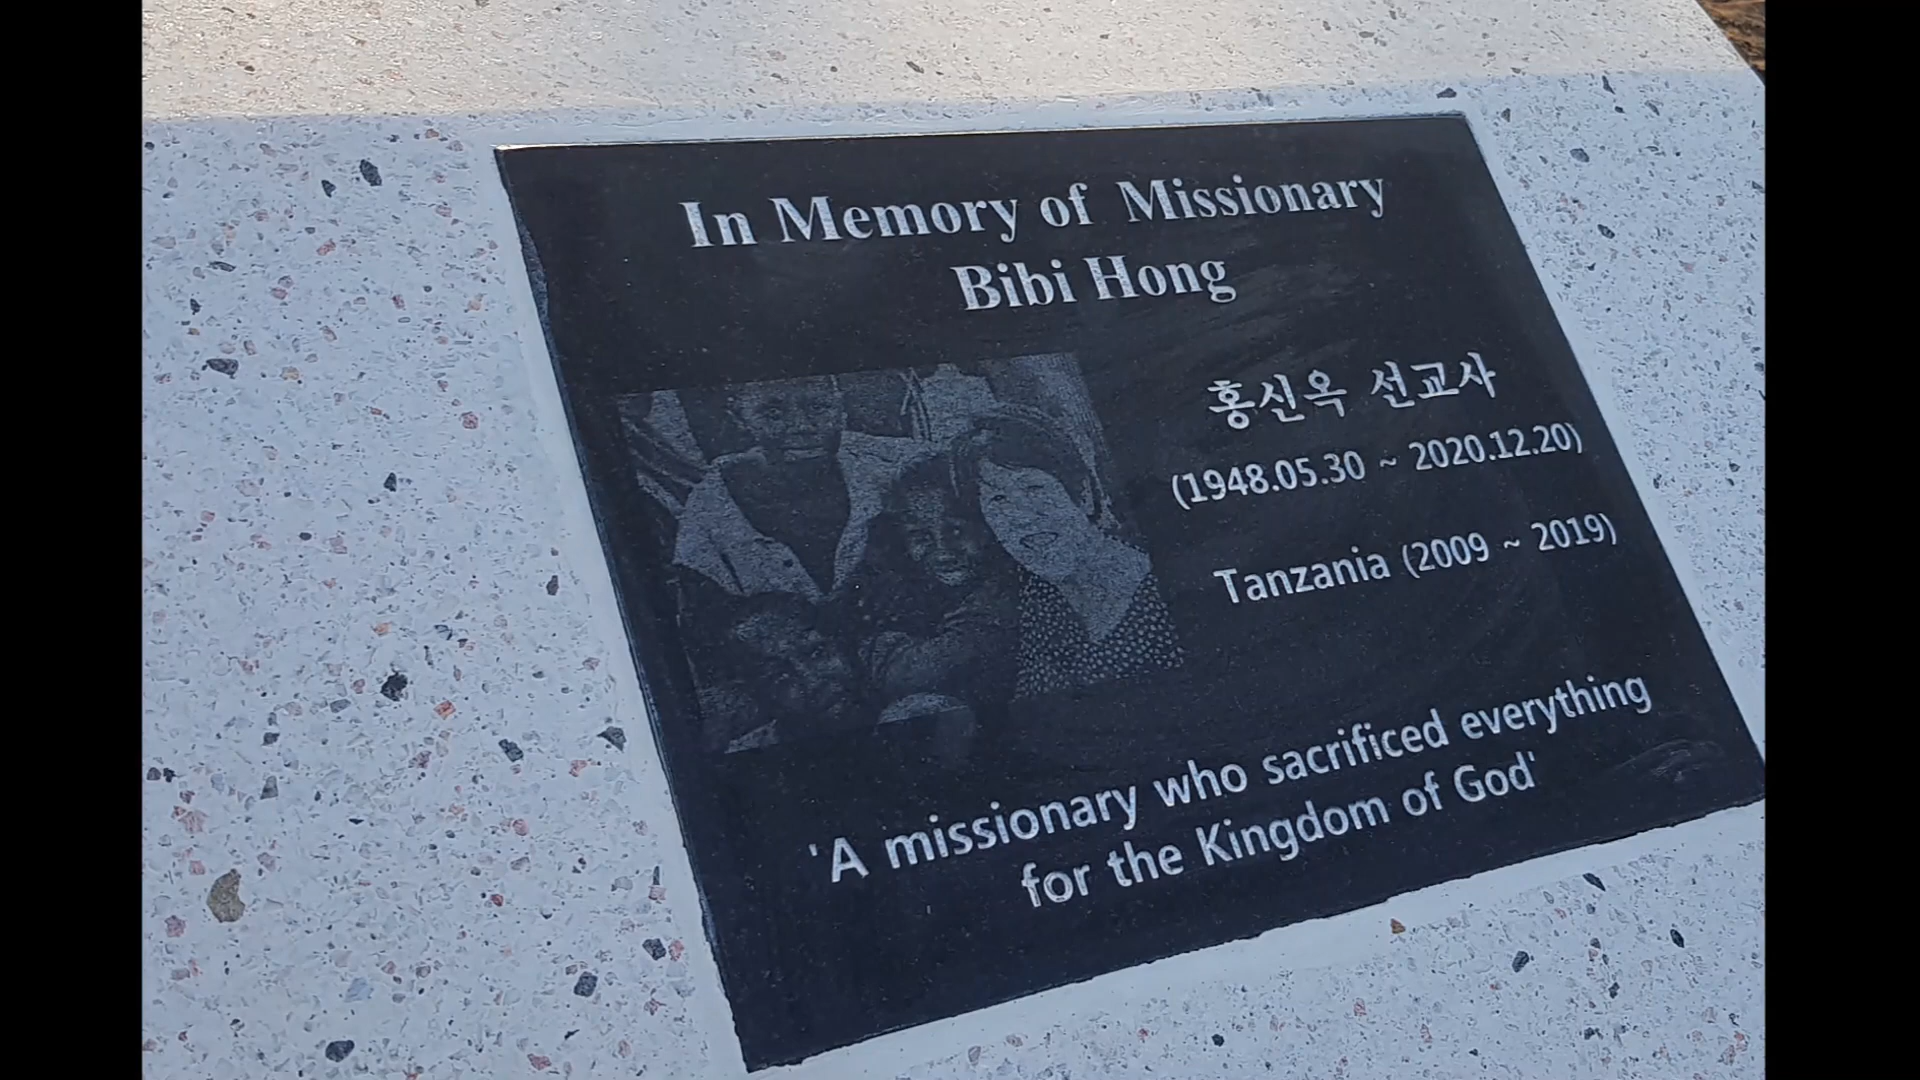 In Memory of Missionary
Bibi Hong
홍신옥 선교사
(1948.05.30 ~ 2020.12.20)
Tanzania (2009 ~ 2019)
'A missionary who sacrificed everything
for the Kingdom of God'